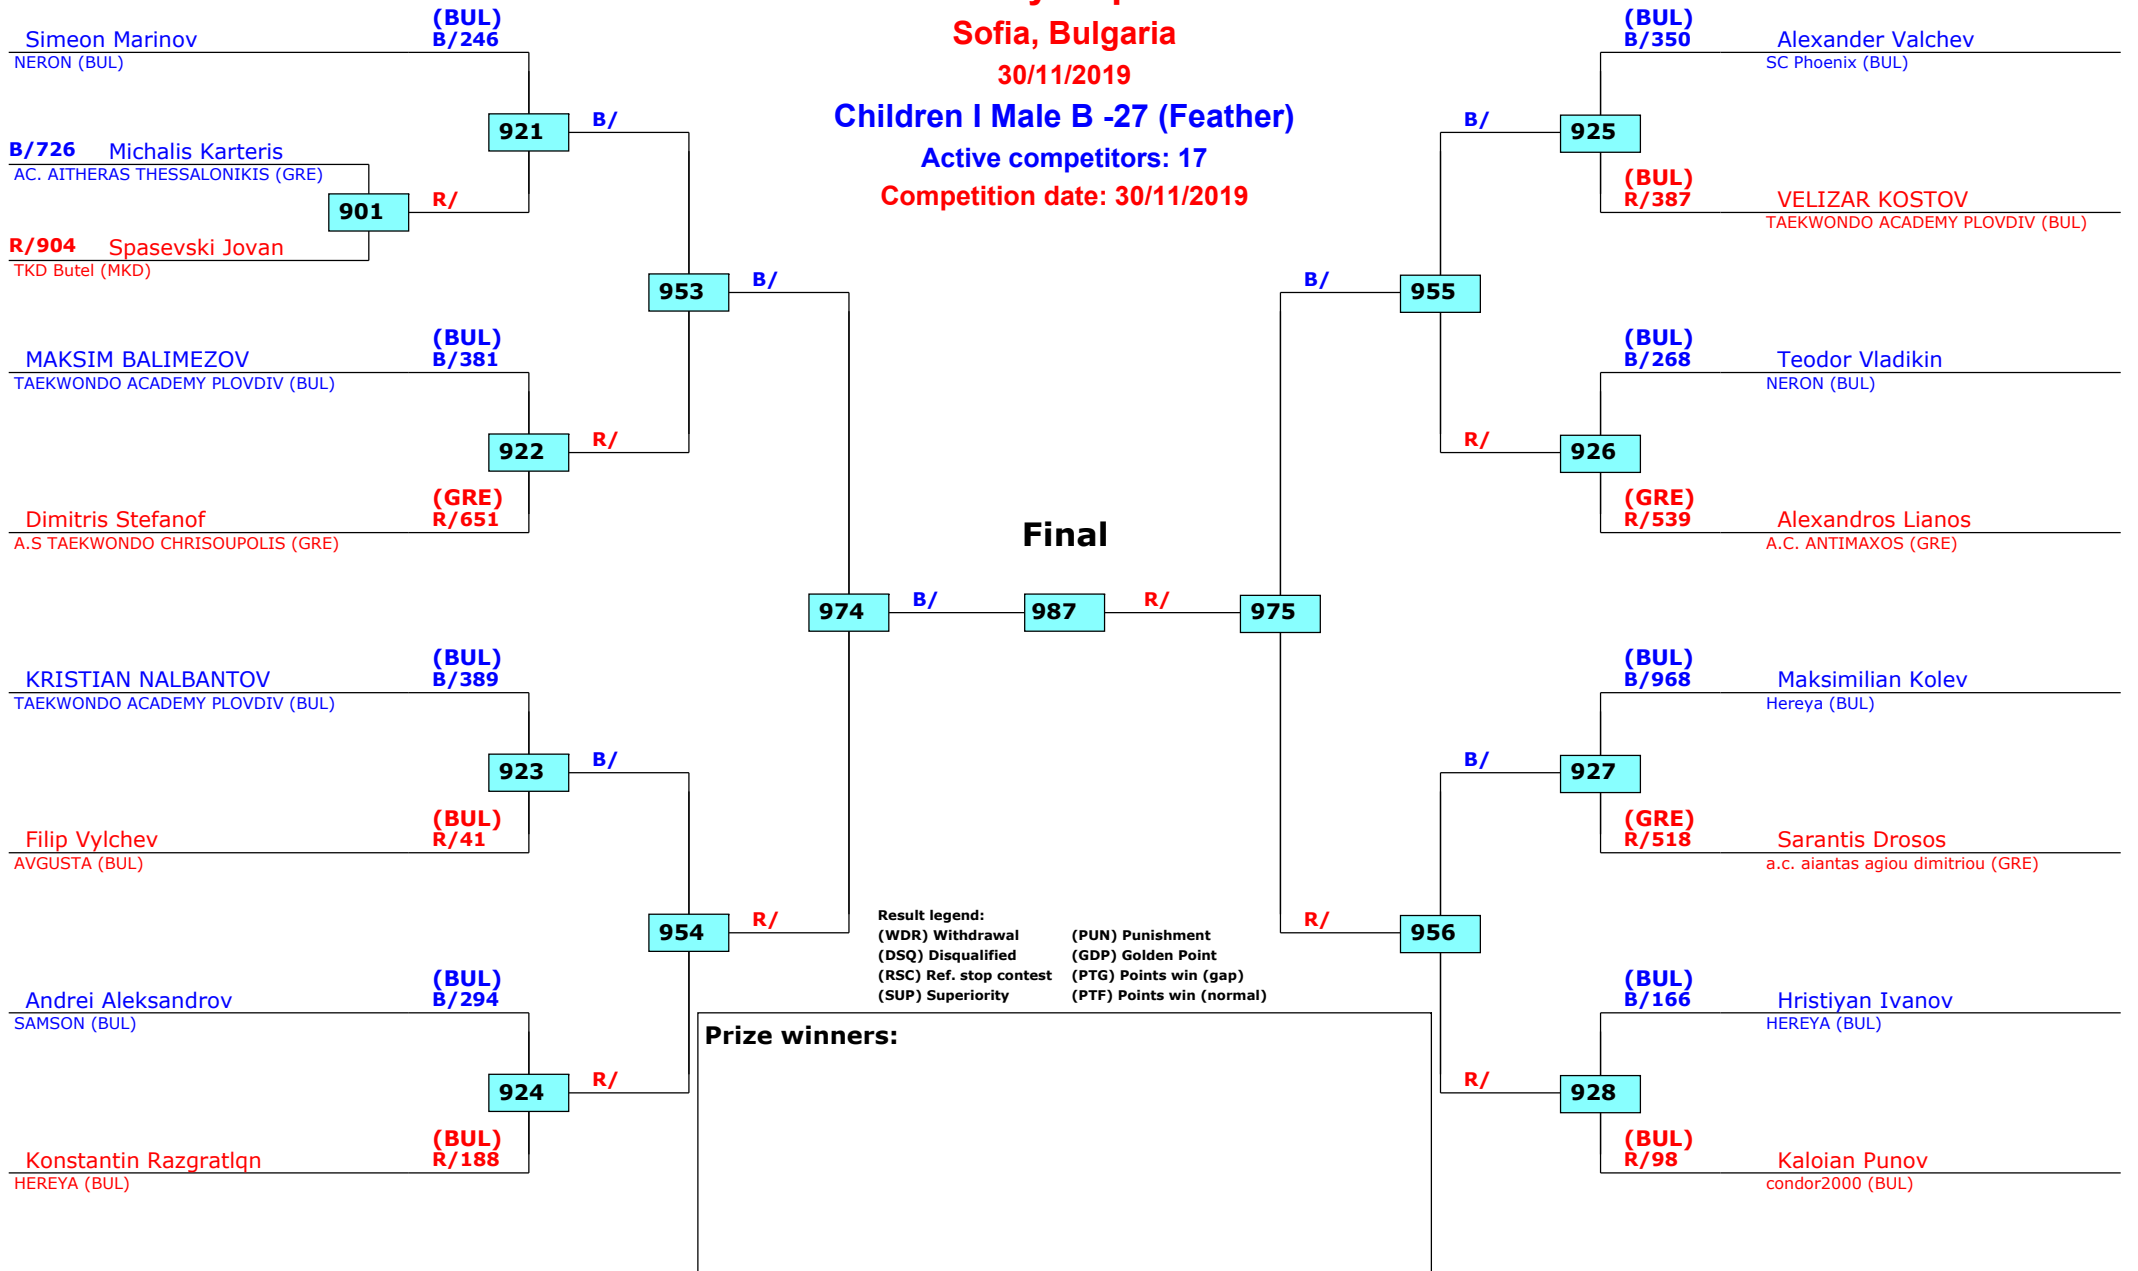 Sofia, Bulgaria
30/11/2019
Children I Male B -27 (Feather)
Active competitors: 17
Competition date: 30/11/2019
(BUL)
Simeon Marinov B/246
NERON (BUL)
921 B/
B/726 Michalis Karteris
AC. AITHERAS THESSALONIKIS (GRE)
901 R/
R/904 Spasevski Jovan
TKD Butel (MKD)
953 B/
(BUL)
MAKSIM BALIMEZOV B/381
TAEKWONDO ACADEMY PLOVDIV (BUL)
922 R/
(GRE)
Dimitris Stefanof R/651
A.S TAEKWONDO CHRISOUPOLIS (GRE)
Final
974 B/ 987 R/ 975
(BUL)
KRISTIAN NALBANTOV B/389
TAEKWONDO ACADEMY PLOVDIV (BUL)
923 B/
(BUL)
Filip Vylchev R/41
AVGUSTA (BUL)
954 R/
(BUL)
Andrei Aleksandrov B/294
SAMSON (BUL)
924 R/
(BUL)
Konstantin Razgratlqn R/188
HEREYA (BUL)
(BUL)
B/350 Alexander Valchev
SC Phoenix (BUL)
B/ 925
(BUL)
R/387 VELIZAR KOSTOV
TAEKWONDO ACADEMY PLOVDIV (BUL)
B/ 955
(BUL)
B/268 Teodor Vladikin
NERON (BUL)
R/ 926
(GRE)
R/539 Alexandros Lianos
A.C. ANTIMAXOS (GRE)
(BUL)
B/968 Maksimilian Kolev
Hereya (BUL)
B/ 927
(GRE)
R/518 Sarantis Drosos
a.c. aiantas agiou dimitriou (GRE)
R/ 956
(BUL)
B/166 Hristiyan Ivanov
HEREYA (BUL)
R/ 928
(BUL)
R/98 Kaloian Punov
condor2000 (BUL)
Result legend:
(WDR) Withdrawal (PUN) Punishment
(DSQ) Disqualified (GDP) Golden Point
(RSC) Ref. stop contest (PTG) Points win (gap)
(SUP) Superiority (PTF) Points win (normal)
Prize winners: